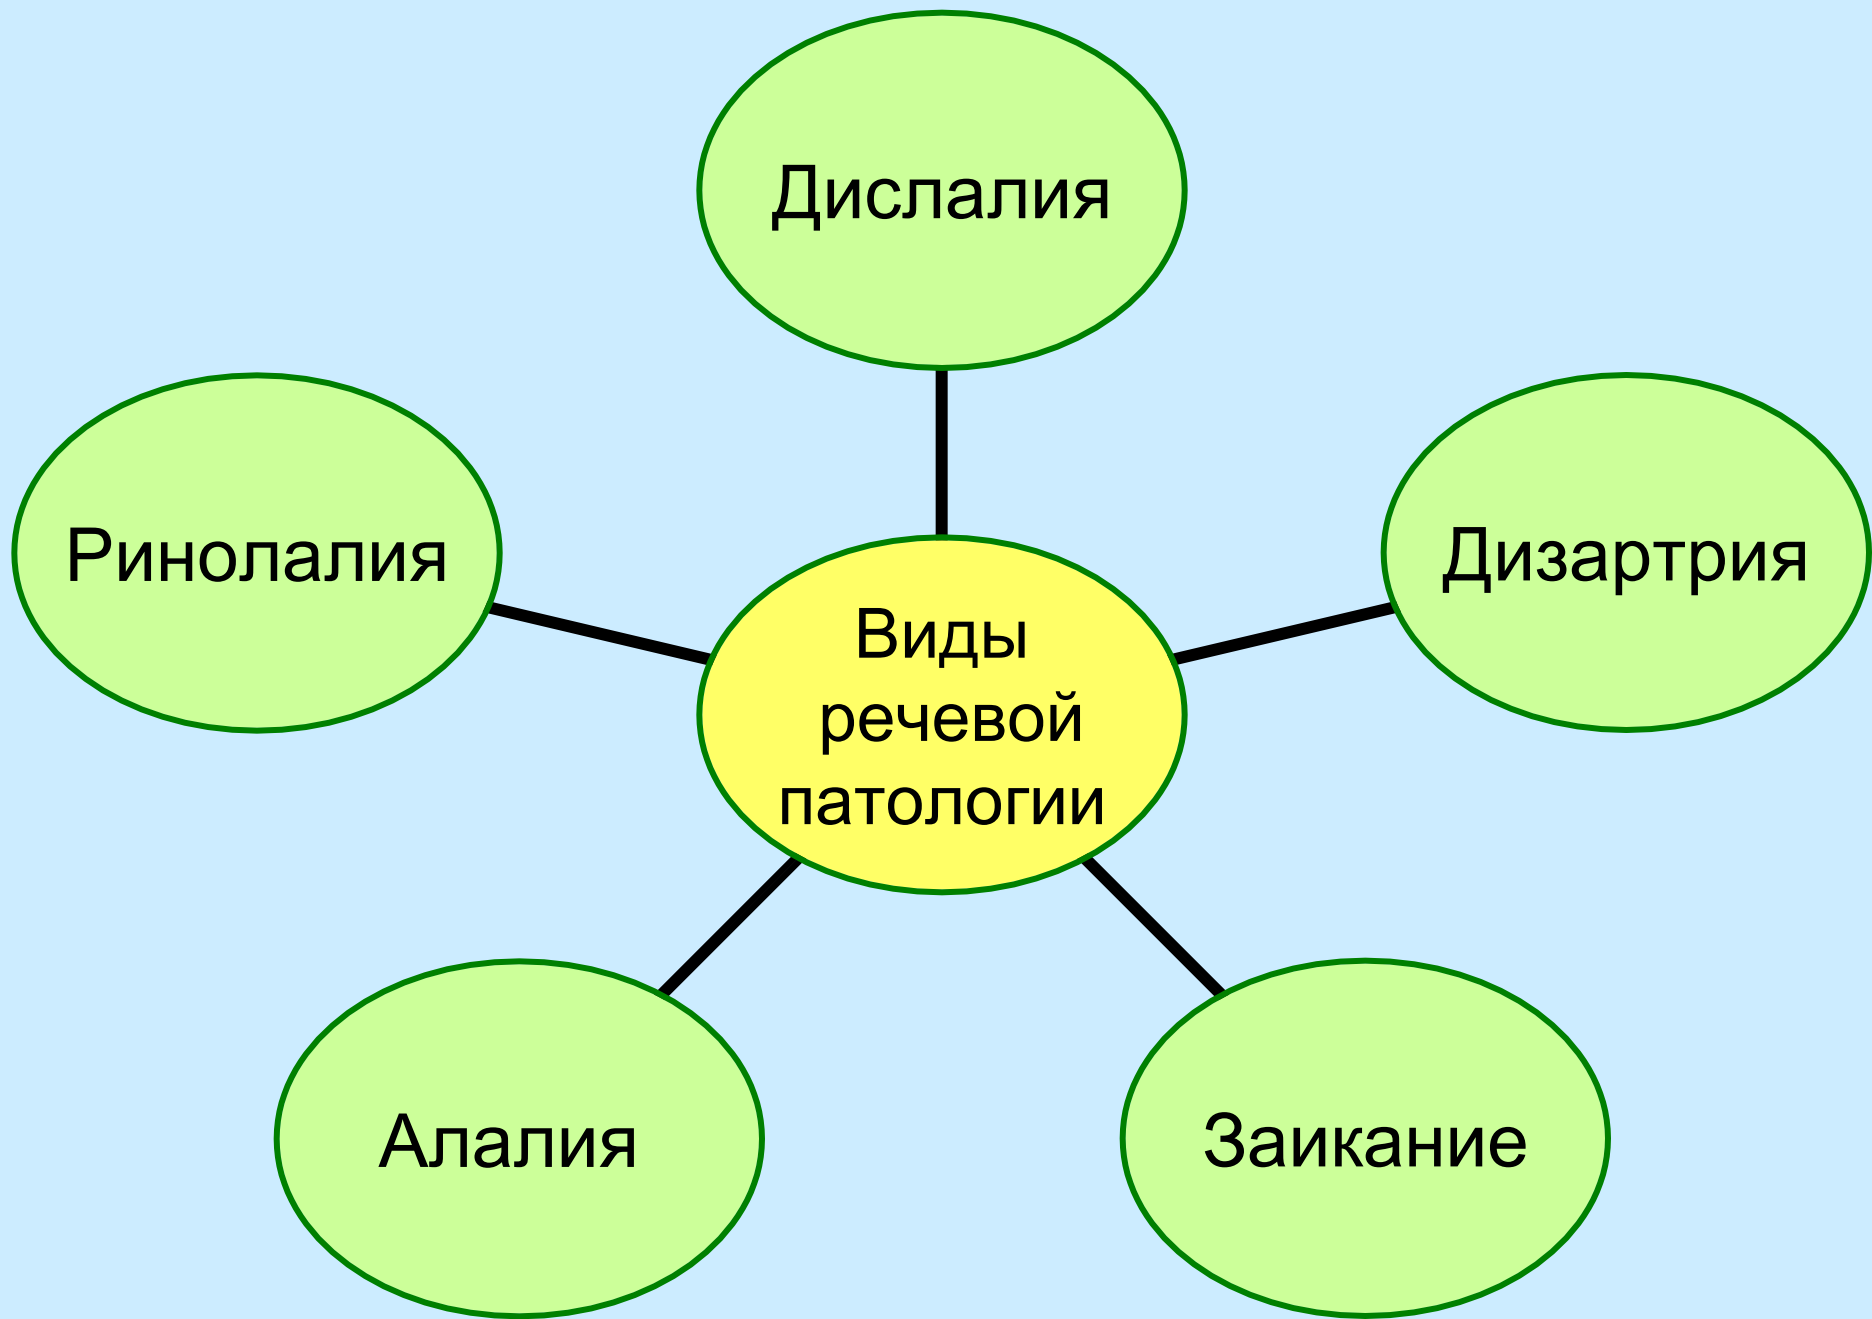 Дислалия
Ринолалия
Дизартрия
Виды
речевой
патологии
Алалия
Заикание